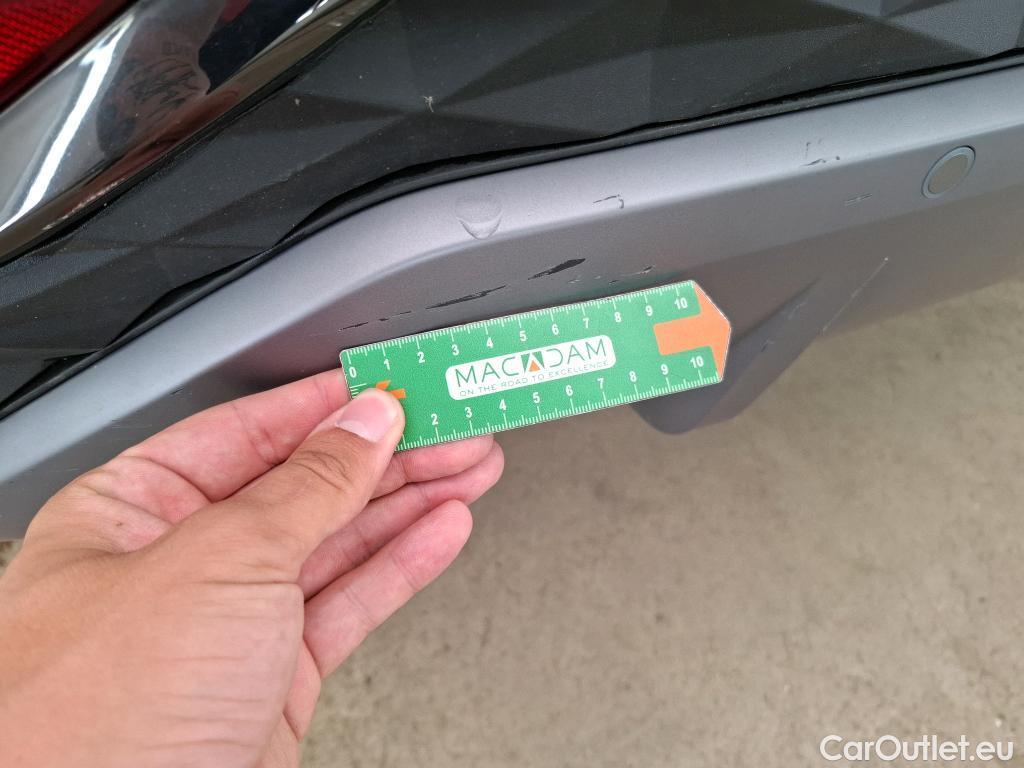 0 1 2 3 4 5 6 7 8 9 10
MACADAM
ON THE ROAD TO EXCELLENCE
2 3 4 5 6 7 8 9 10
CarOutlet.eu